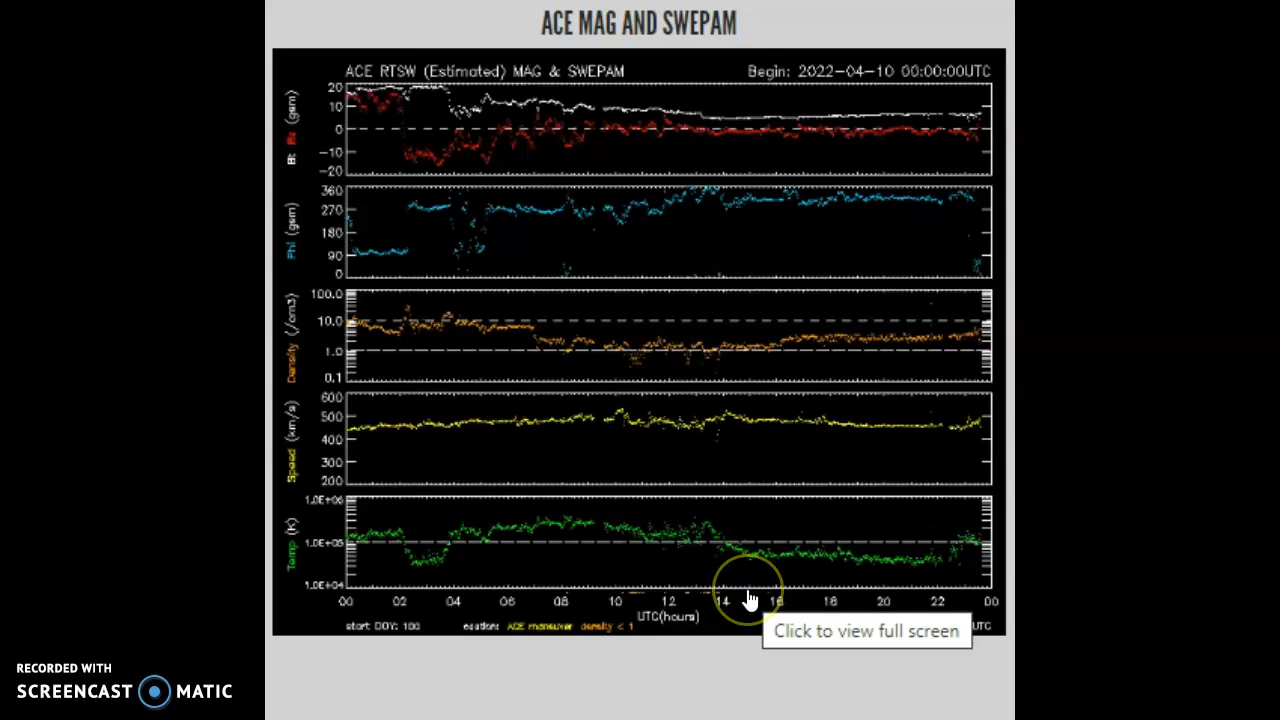 ACE MAG AND SWEPAM
ACE RTSW (Estimated) MAG & SWEPAM
Begin: 2022-04-10 00:00:00UTC
Bt Bz (gsm)
20
10
0
-10
-20
Phi (gsm)
360
270
180
90
0
Density (/cm3)
100.0
10.0
1.0
0.1
Speed (km/s)
600
500
400
300
200
Temp (K)
1.0E+06
1.0E+05
1.0E+04
00 02 04 06 08 10 12 14 16 18 20 22 00
UTC(hours)
start DOY: 100
caution: ACE maneuver density < 1
UTC
Click to view full screen
RECORDED WITH
SCREENCAST MATIC